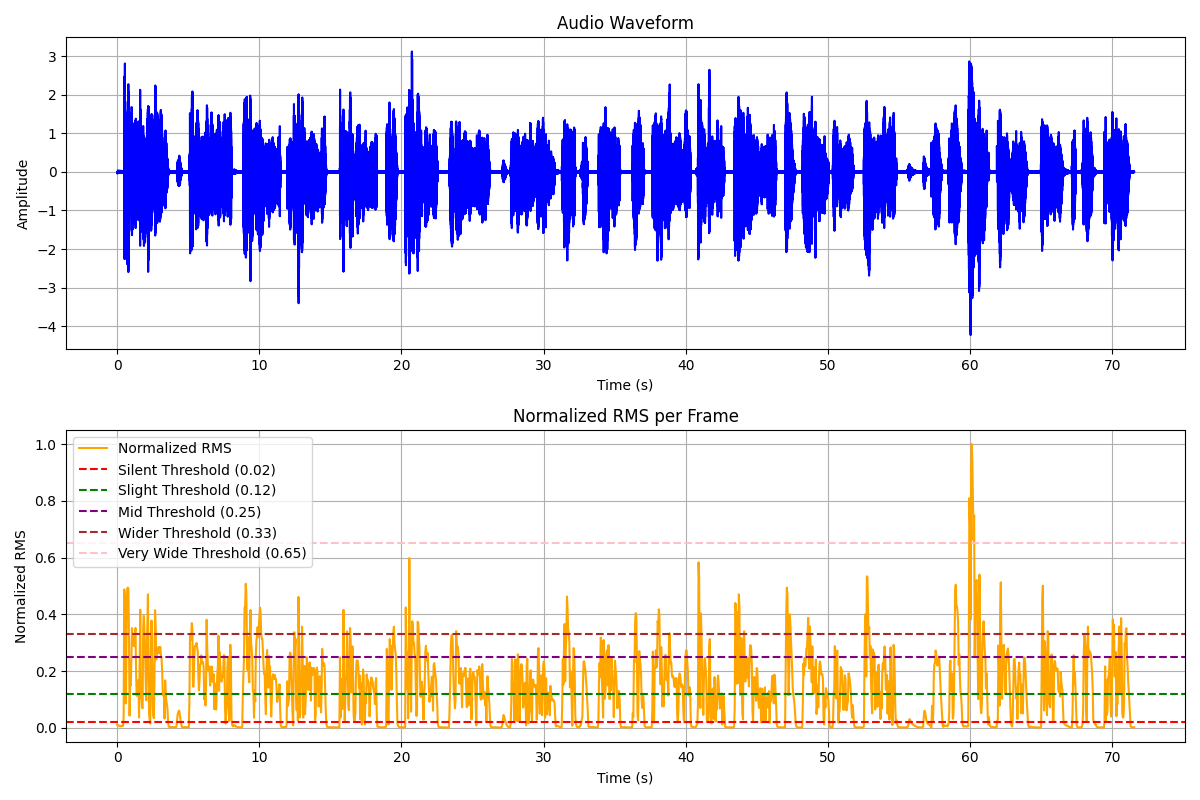 Audio Waveform
3
2
1
0
−1
−2
−3
−4
Amplitude
0 10 20 30 40 50 60 70
Time (s)
Normalized RMS per Frame
1.0
0.8
0.6
0.4
0.2
0.0
Normalized RMS
Normalized RMS
Silent Threshold (0.02)
Slight Threshold (0.12)
Mid Threshold (0.25)
Wider Threshold (0.33)
Very Wide Threshold (0.65)
0 10 20 30 40 50 60 70
Time (s)